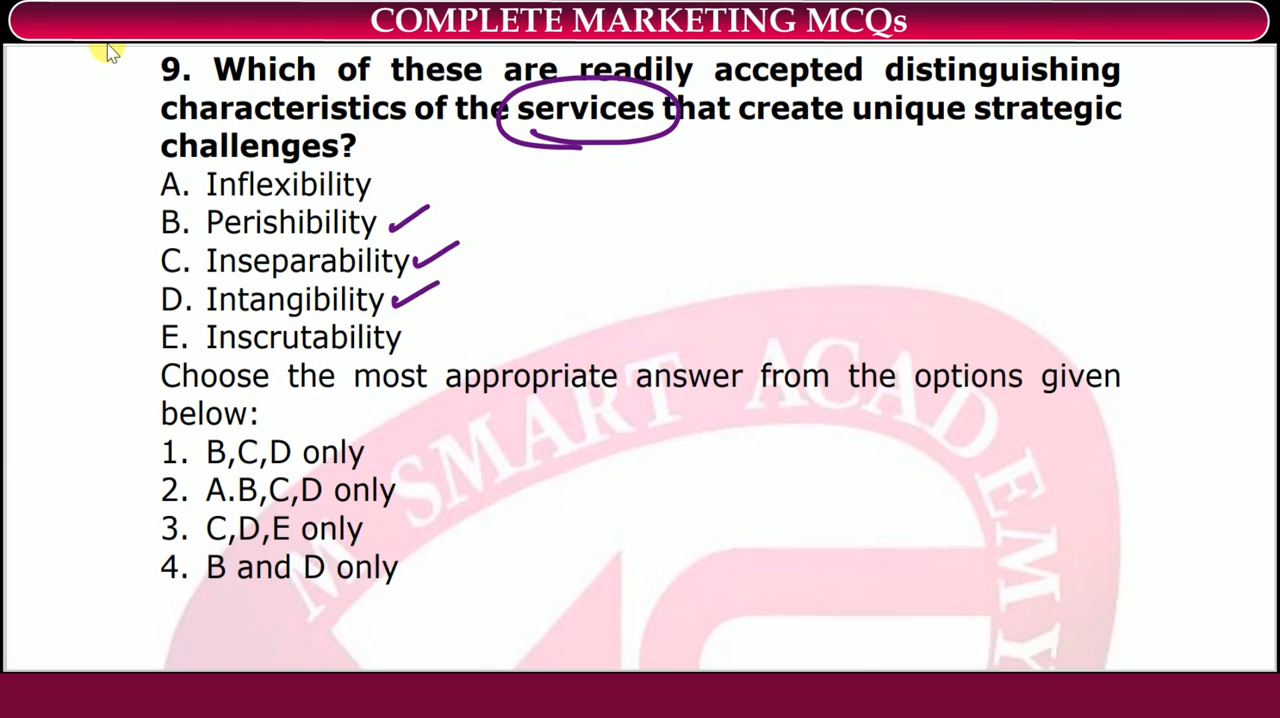 COMPLETE MARKETING MCQs
9. Which of these are readily accepted distinguishing
characteristics of the services that create unique strategic
challenges?
A. Inflexibility
B. Perishibility
C. Inseparability
D. Intangibility
E. Inscrutability
Choose the most appropriate answer from the options given
below:
1. B,C,D only
2. A.B,C,D only
3. C,D,E only
4. B and D only
M SMART ACADEMY